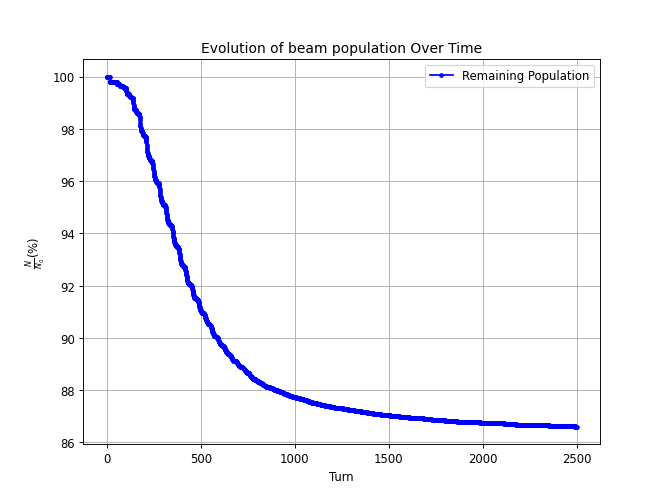 Evolution of beam population Over Time
Remaining Population
100
98
96
94
92
90
88
86
N/N₀ (%)
0 500 1000 1500 2000 2500
Turn